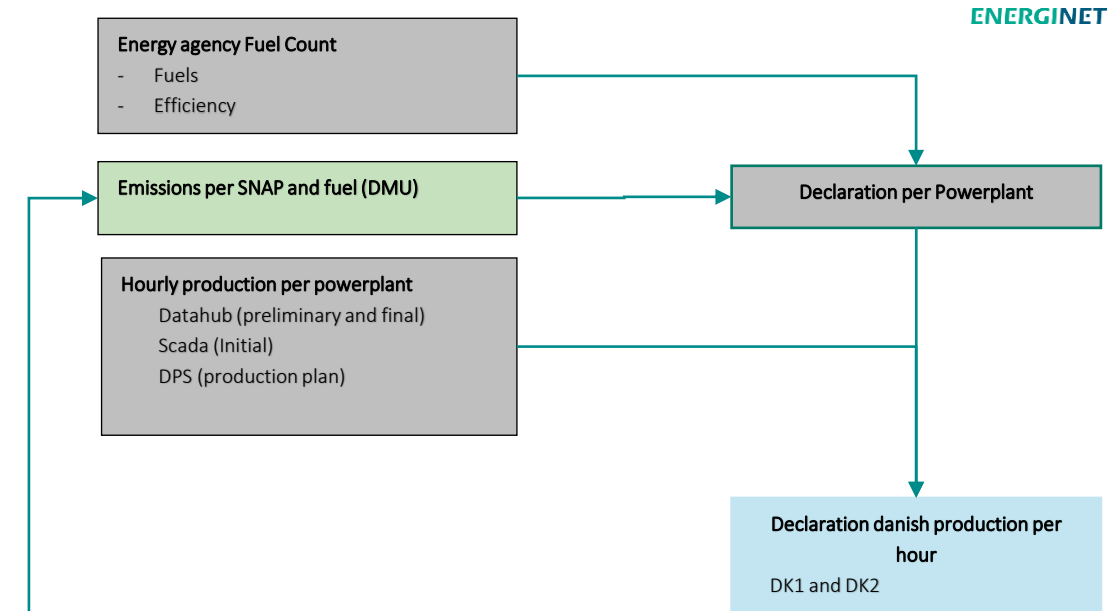 ENERGINET
Energy agency Fuel Count
- Fuels
- Efficiency
Emissions per SNAP and fuel (DMU)
Declaration per Powerplant
Hourly production per powerplant
Datahub (preliminary and final)
Scada (Initial)
DPS (production plan)
Declaration danish production per
hour
DK1 and DK2